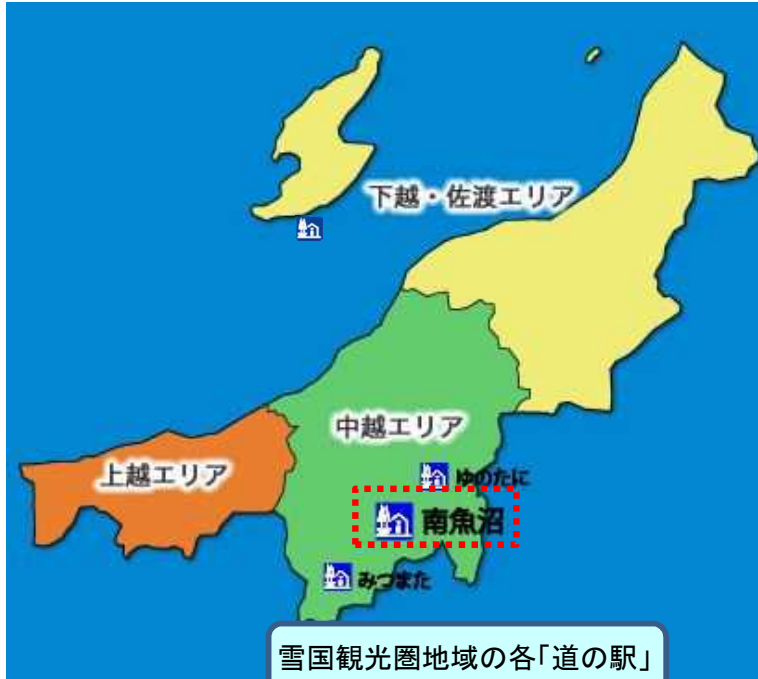 下越・佐渡エリア
中越エリア
上越エリア
ゆのたに
南魚沼
みつまた
雪国観光圏地域の各｢道の駅｣